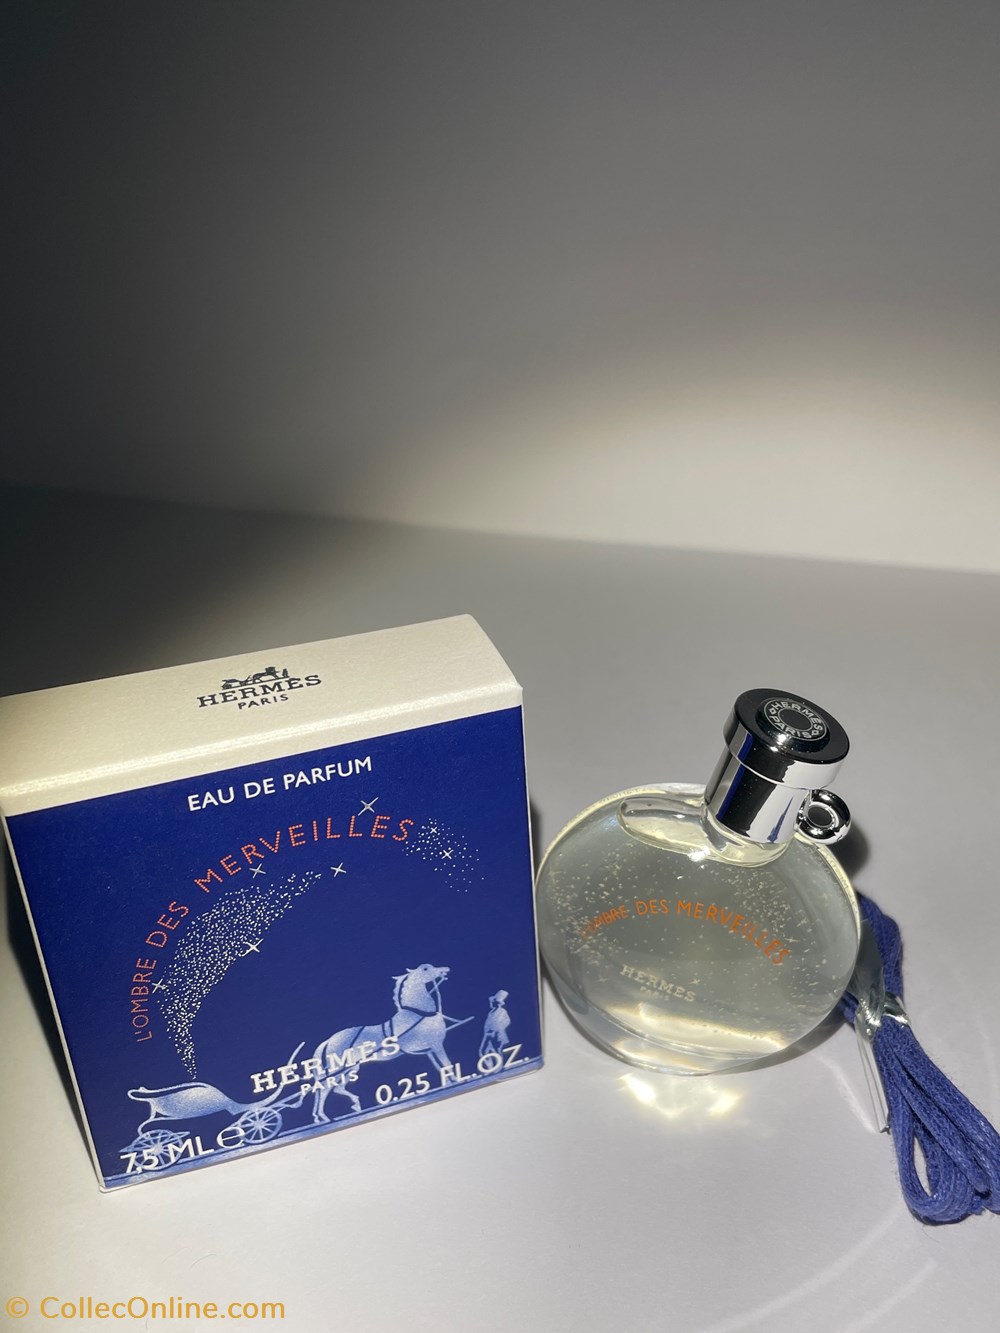 HERMÈS
PARIS
EAU DE PARFUM
L'OMBRE DES MERVEILLES
HERMÈS
PARIS
7,5 ML ℮
0.25 FL.OZ.
HERMÈS
PARIS
L'OMBRE DES MERVEILLES
HERMÈS
PARIS
© CollecOnline.com